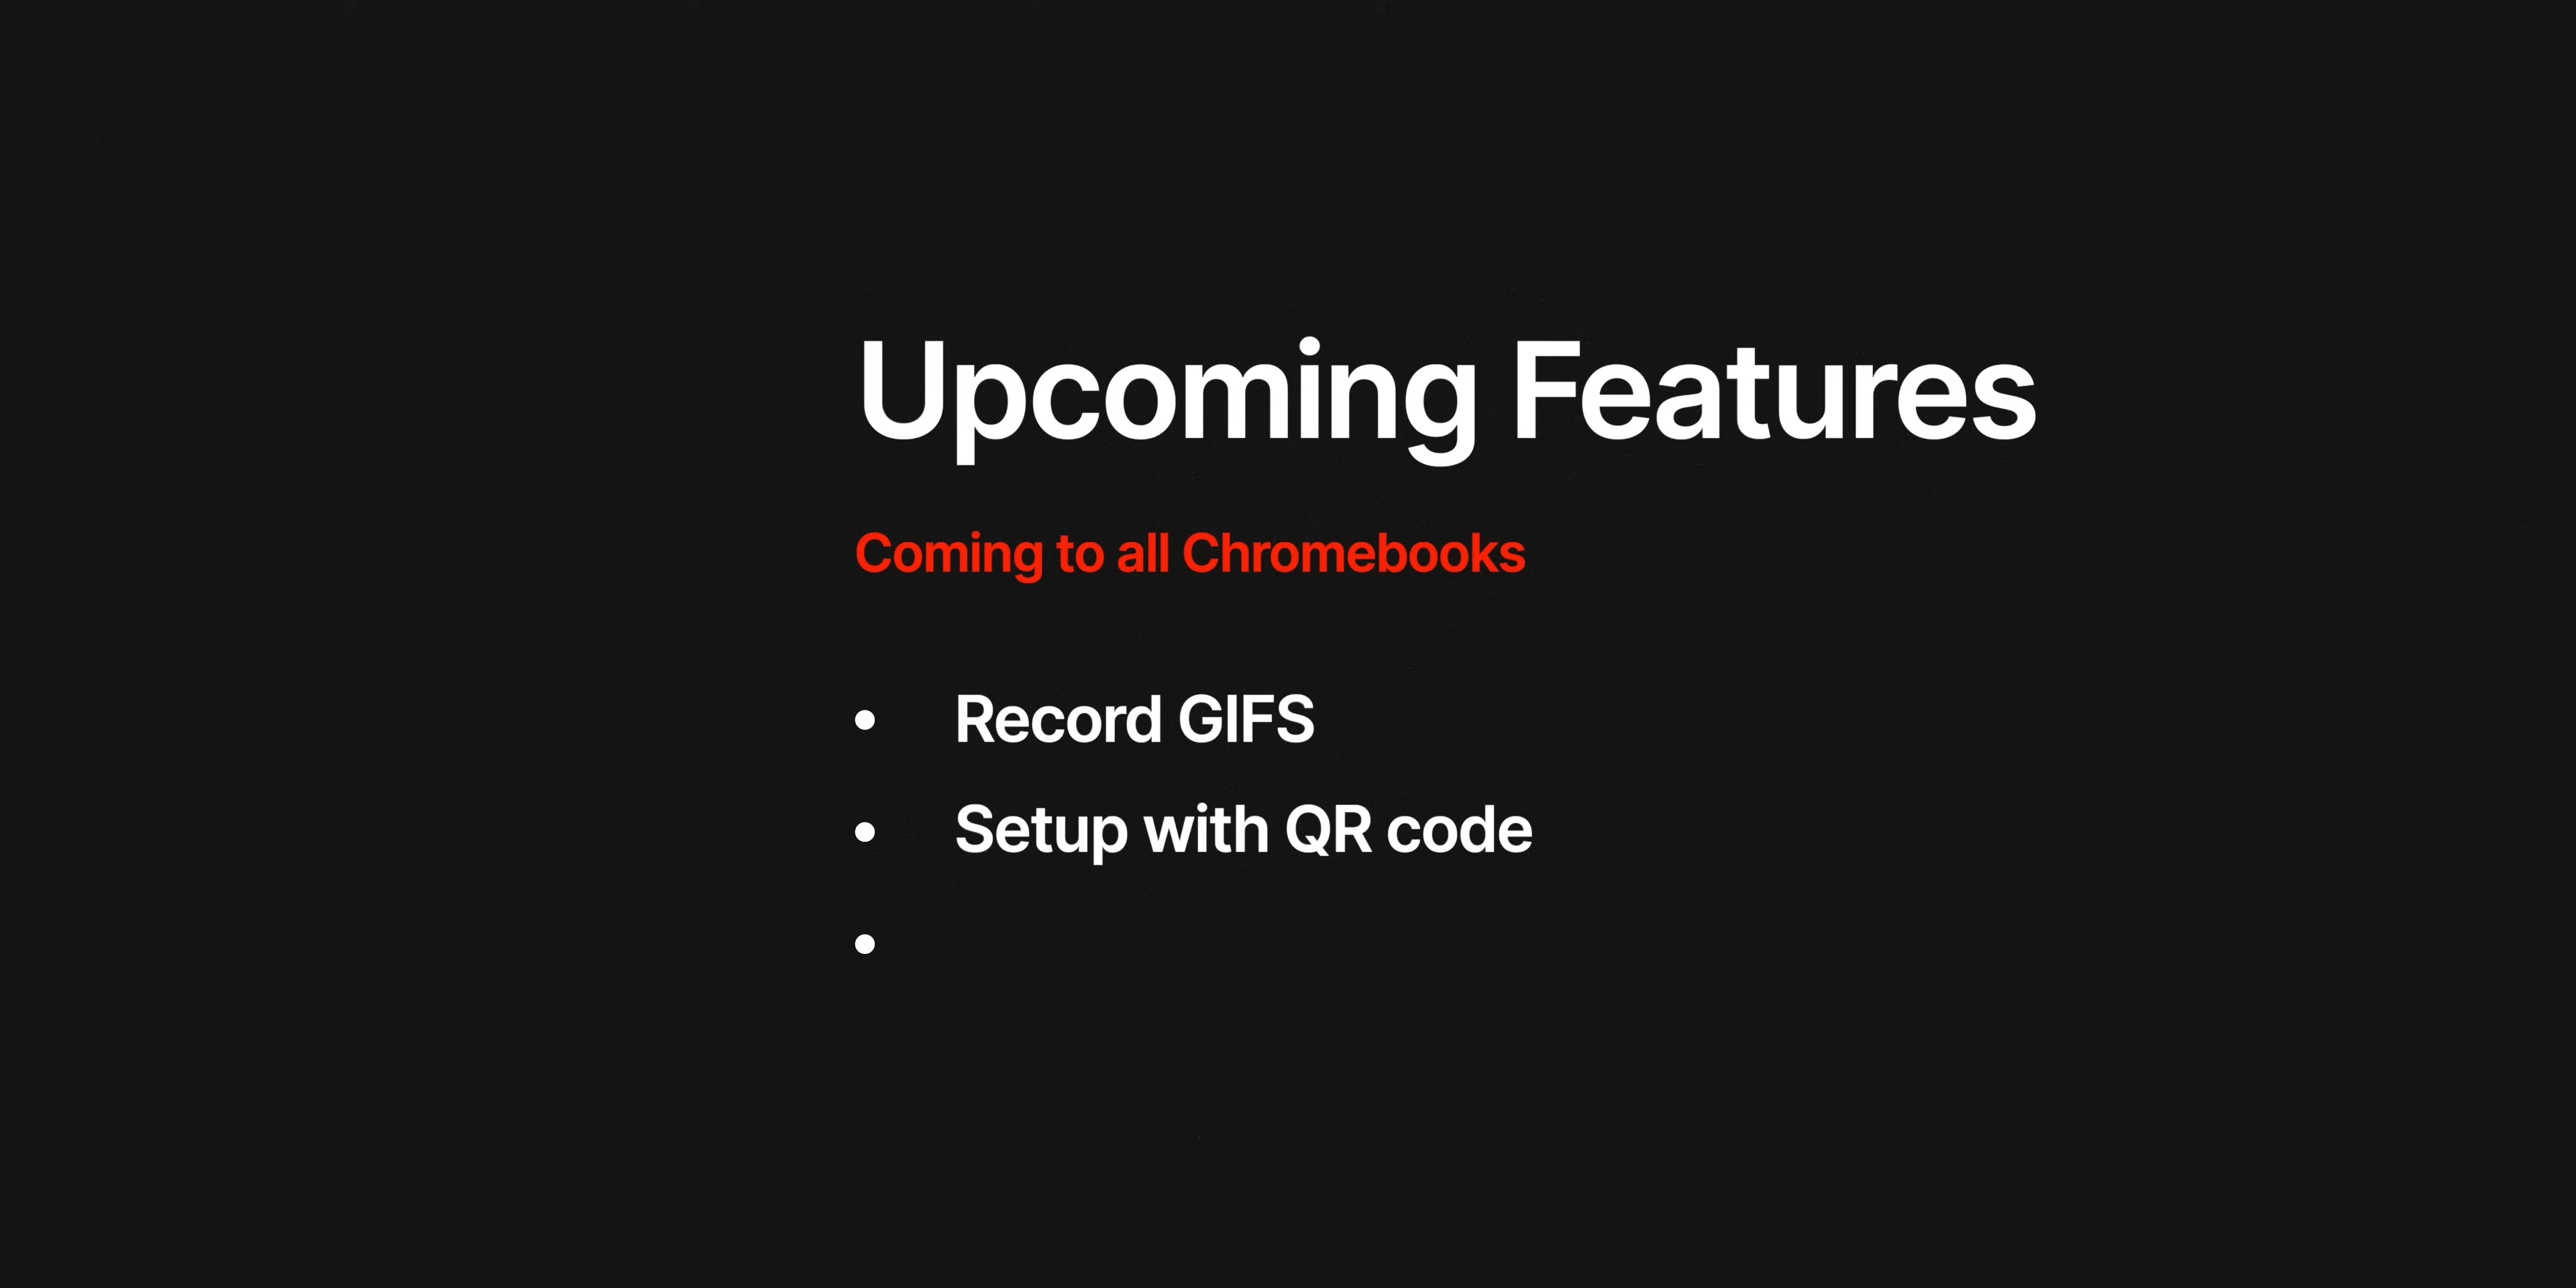 Upcoming Features
Coming to all Chromebooks
• Record GIFS
• Setup with QR code
•